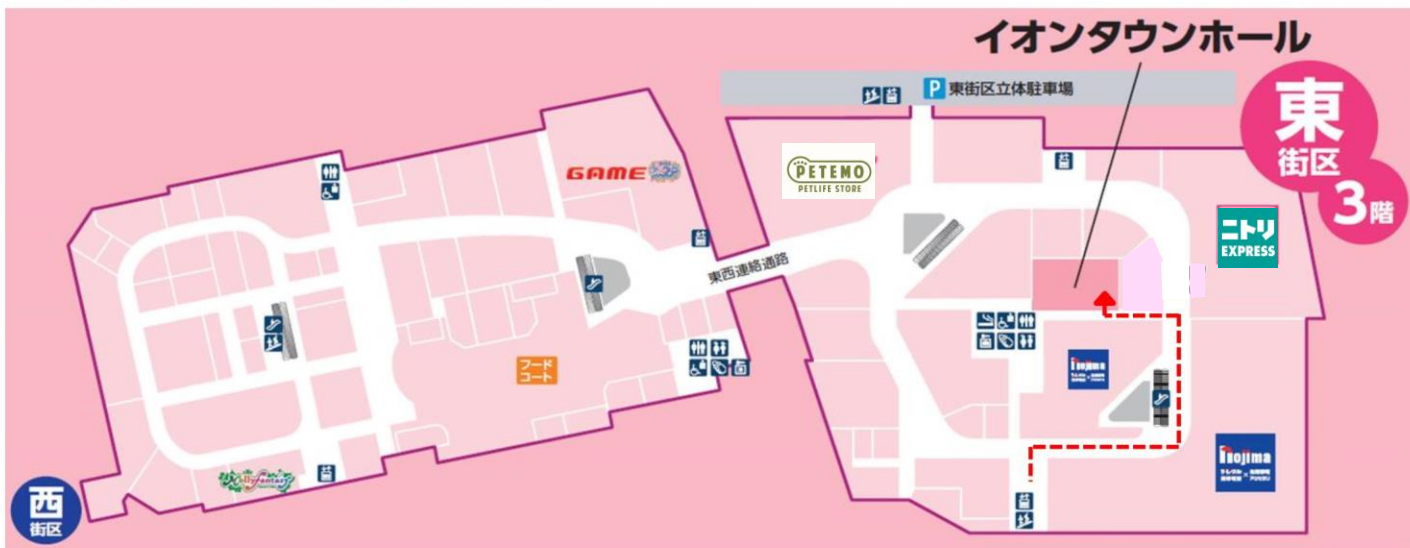 イオンタウンホール
P 東街区立体駐車場
東
街区
3階
PETEMO
PETLIFE STORE
GAME
ニトリ
EXPRESS
東西連絡通路
フード
コート
nojima
nojima
西
街区